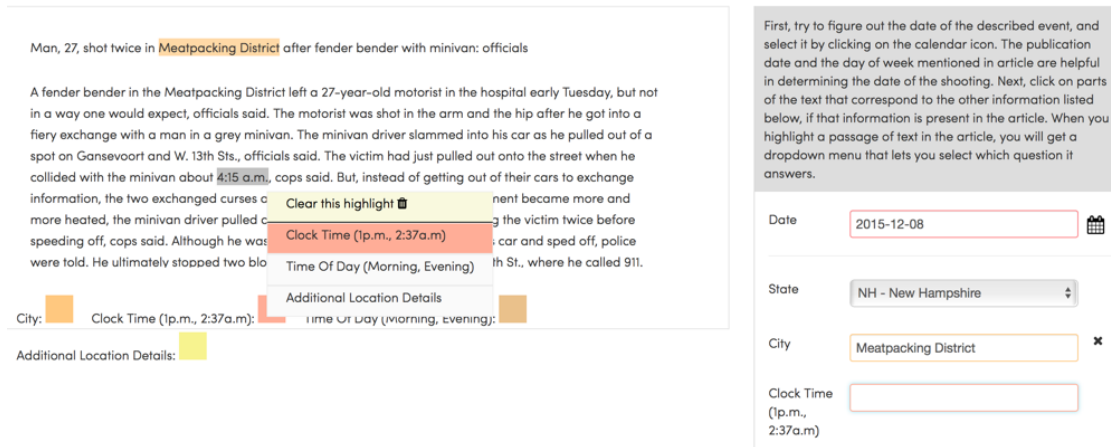 Man, 27, shot twice in Meatpacking District after fender bender with minivan: officials
A fender bender in the Meatpacking District left a 27-year-old motorist in the hospital early Tuesday, but not
in a way one would expect, officials said. The motorist was shot in the arm and the hip after he got into a
fiery exchange with a man in a grey minivan. The minivan driver slammed into his car as he pulled out of a
spot on Gansevoort and W. 13th Sts., officials said. The victim had just pulled out onto the street when he
collided with the minivan about 4:15 a.m., cops said. But, instead of getting out of their cars to exchange
information, the two exchanged curses became more and
more heated, the minivan driver pulled the victim twice before
speeding off, cops said. Although he was car and sped off, police
were told. He ultimately stopped two St., where he called 911.
Clear this highlight
Clock Time (1p.m., 2:37a.m)
Time Of Day (Morning, Evening)
Additional Location Details
City: Clock Time (1p.m., 2:37a.m): Time Of Day (Morning, Evening):
Additional Location Details:
First, try to figure out the date of the described event, and
select it by clicking on the calendar icon. The publication
date and the day of week mentioned in article are helpful
in determining the date of the shooting. Next, click on parts
of the text that correspond to the other information listed
below, if that information is present in the article. When you
highlight a passage of text in the article, you will get a
dropdown menu that lets you select which question it
answers.
Date 2015-12-08
State NH - New Hampshire
City Meatpacking District
Clock Time
(1p.m.,
2:37a.m)